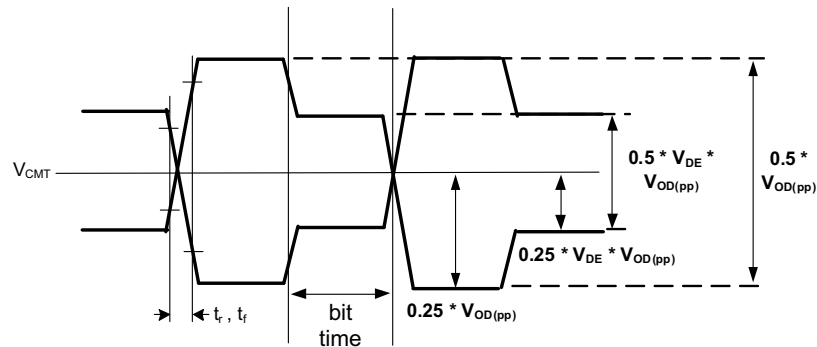 V_CMT
0.5 * V_DE *
V_OD(pp)
0.5 *
V_OD(pp)
0.25 * V_DE * V_OD(pp)
0.25 * V_OD(pp)
t_r , t_f
bit
time